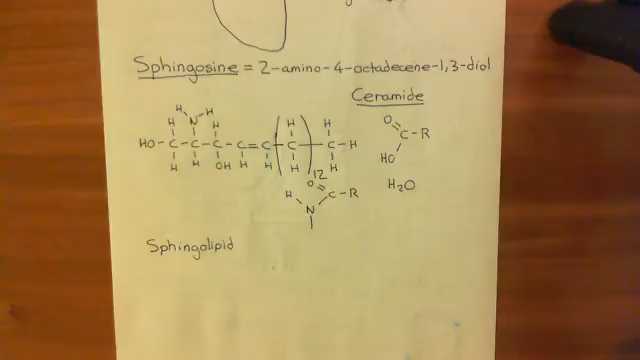 Sphingosine = 2-amino-4-octadecene-1,3-diol
Ceramide
H H
H N H H H O
HO-C-C-C-C=C-C-C-H C-R
H H OH H H H H HO
12
O H2O
H C-R
N
Sphingolipid